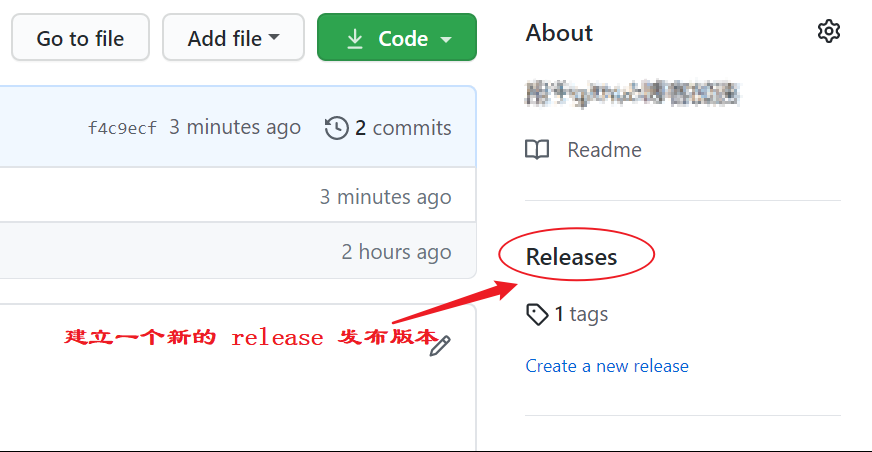 Go to file
Add file
Code
About
f4c9ecf 3 minutes ago
2 commits
Readme
3 minutes ago
2 hours ago
Releases
1 tags
建立一个新的 release 发布版本
Create a new release